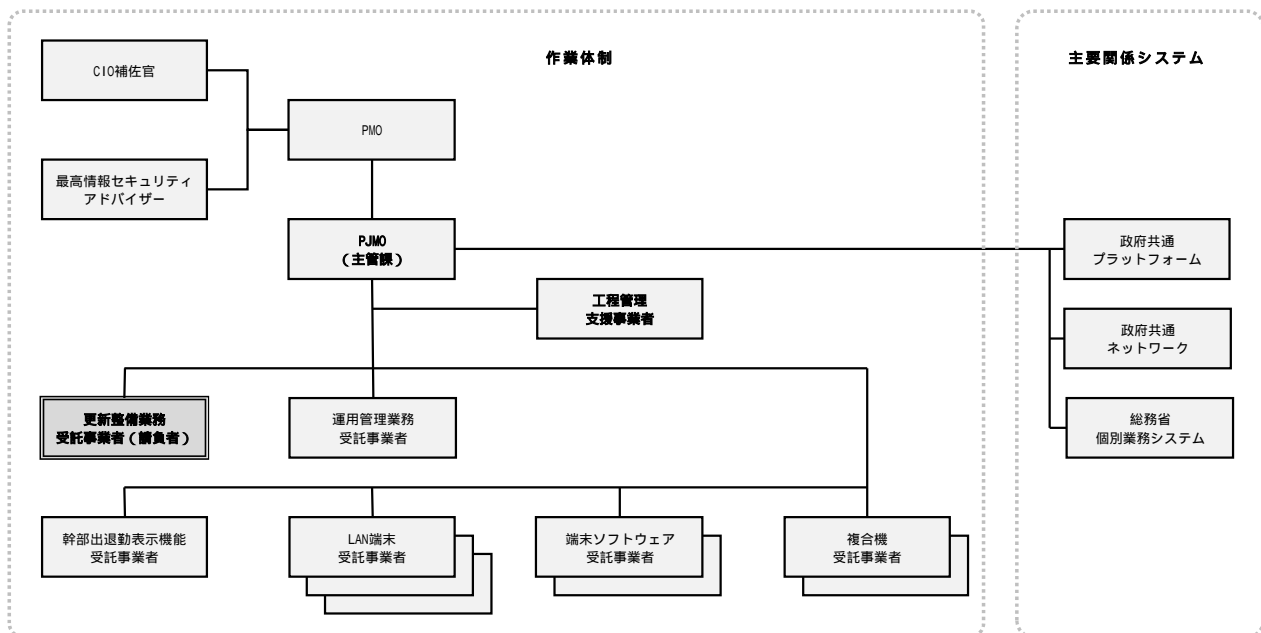 作業体制
主要関係システム
CIO補佐官
PMO
最高情報セキュリティ
アドバイザー
PJMO
（主管課）
政府共通
プラットフォーム
工程管理
支援事業者
政府共通
ネットワーク
更新整備業務
受託事業者（請負者）
運用管理業務
受託事業者
総務省
個別業務システム
幹部出退勤表示機能
受託事業者
LAN端末
受託事業者
端末ソフトウェア
受託事業者
複合機
受託事業者